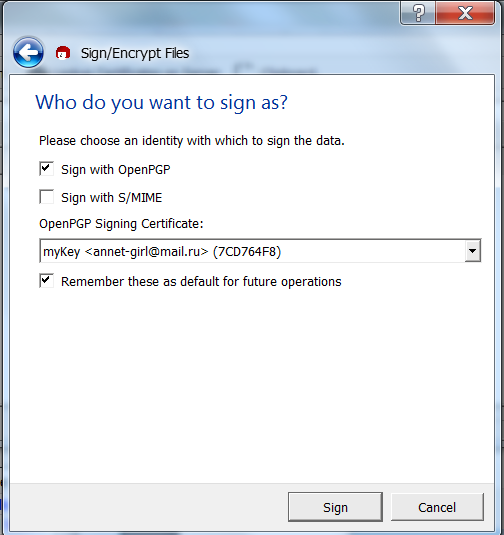 Sign/Encrypt Files
Who do you want to sign as?
Please choose an identity with which to sign the data.
Sign with OpenPGP
Sign with S/MIME
OpenPGP Signing Certificate:
myKey <annet-girl@mail.ru> (7CD764F8)
Remember these as default for future operations
Sign
Cancel